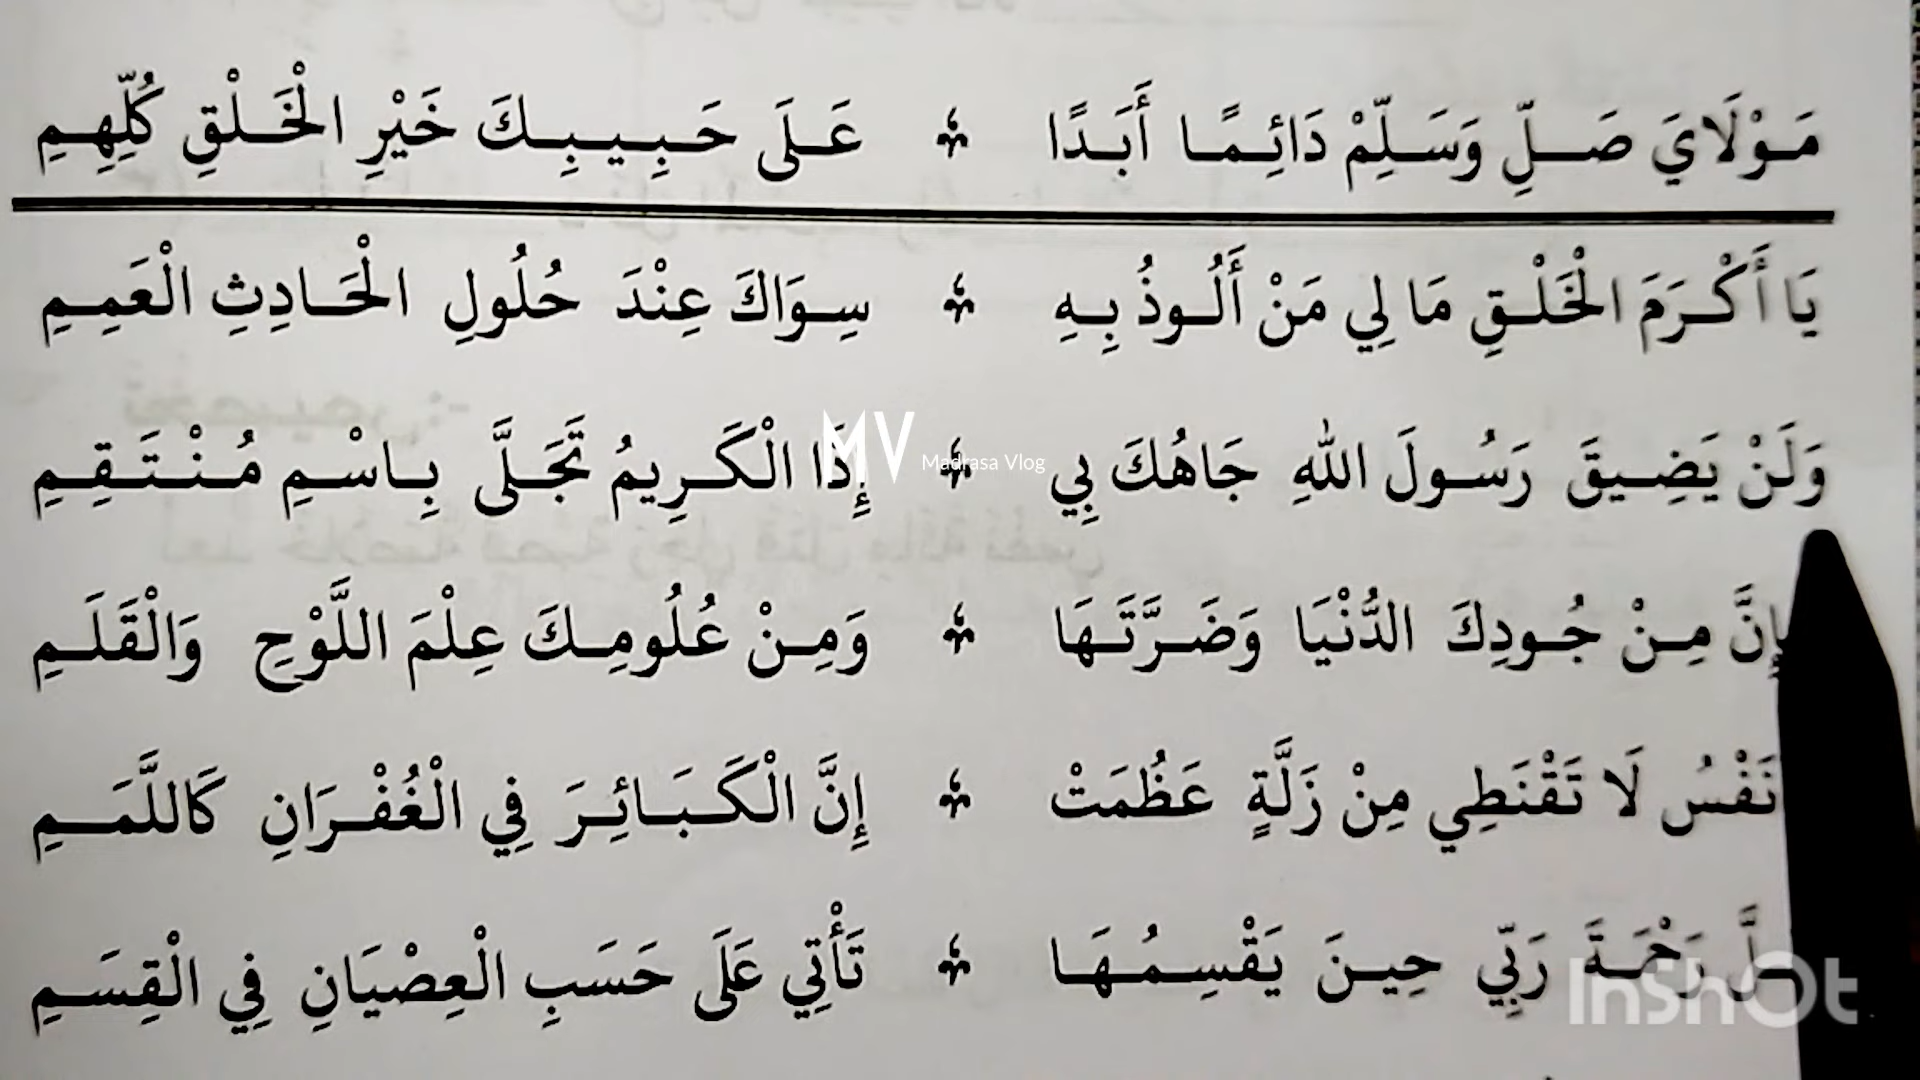 مَوْلَايَ صَلِّ وَسَلِّمْ دَائِمًا أَبَدًا عَلَى حَبِيبِكَ خَيْرِ الْخَلْقِ كُلِّهِمِ
يَا أَكْرَمَ الْخَلْقِ مَا لِي مَنْ أَلُوذُ بِهِ سِوَاكَ عِنْدَ حُلُولِ الْحَادِثِ الْعَمِمِ
وَلَنْ يَضِيقَ رَسُولَ اللهِ جَاهُكَ بِي إِذَا الْكَرِيمُ تَجَلَّى بِاسْمِ مُنْتَقِمِ
MV Madrasa Vlog
إِنَّ مِنْ جُودِكَ الدُّنْيَا وَضَرَّتَهَا وَمِنْ عُلُومِكَ عِلْمَ اللَّوْحِ وَالْقَلَمِ
نَفْسُ لَا تَقْنَطِي مِنْ زَلَّةٍ عَظُمَتْ إِنَّ الْكَبَائِرَ فِي الْغُفْرَانِ كَاللَّمَمِ
رَحْمَةَ رَبِّي حِينَ يَقْسِمُهَا تَأْتِي عَلَى حَسَبِ الْعِصْيَانِ فِي الْقِسَمِ
InShOt